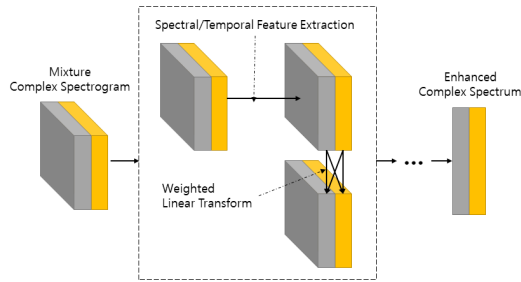 Spectral/Temporal Feature Extraction
Mixture
Complex Spectrogram
Enhanced
Complex Spectrum
Weighted
Linear Transform